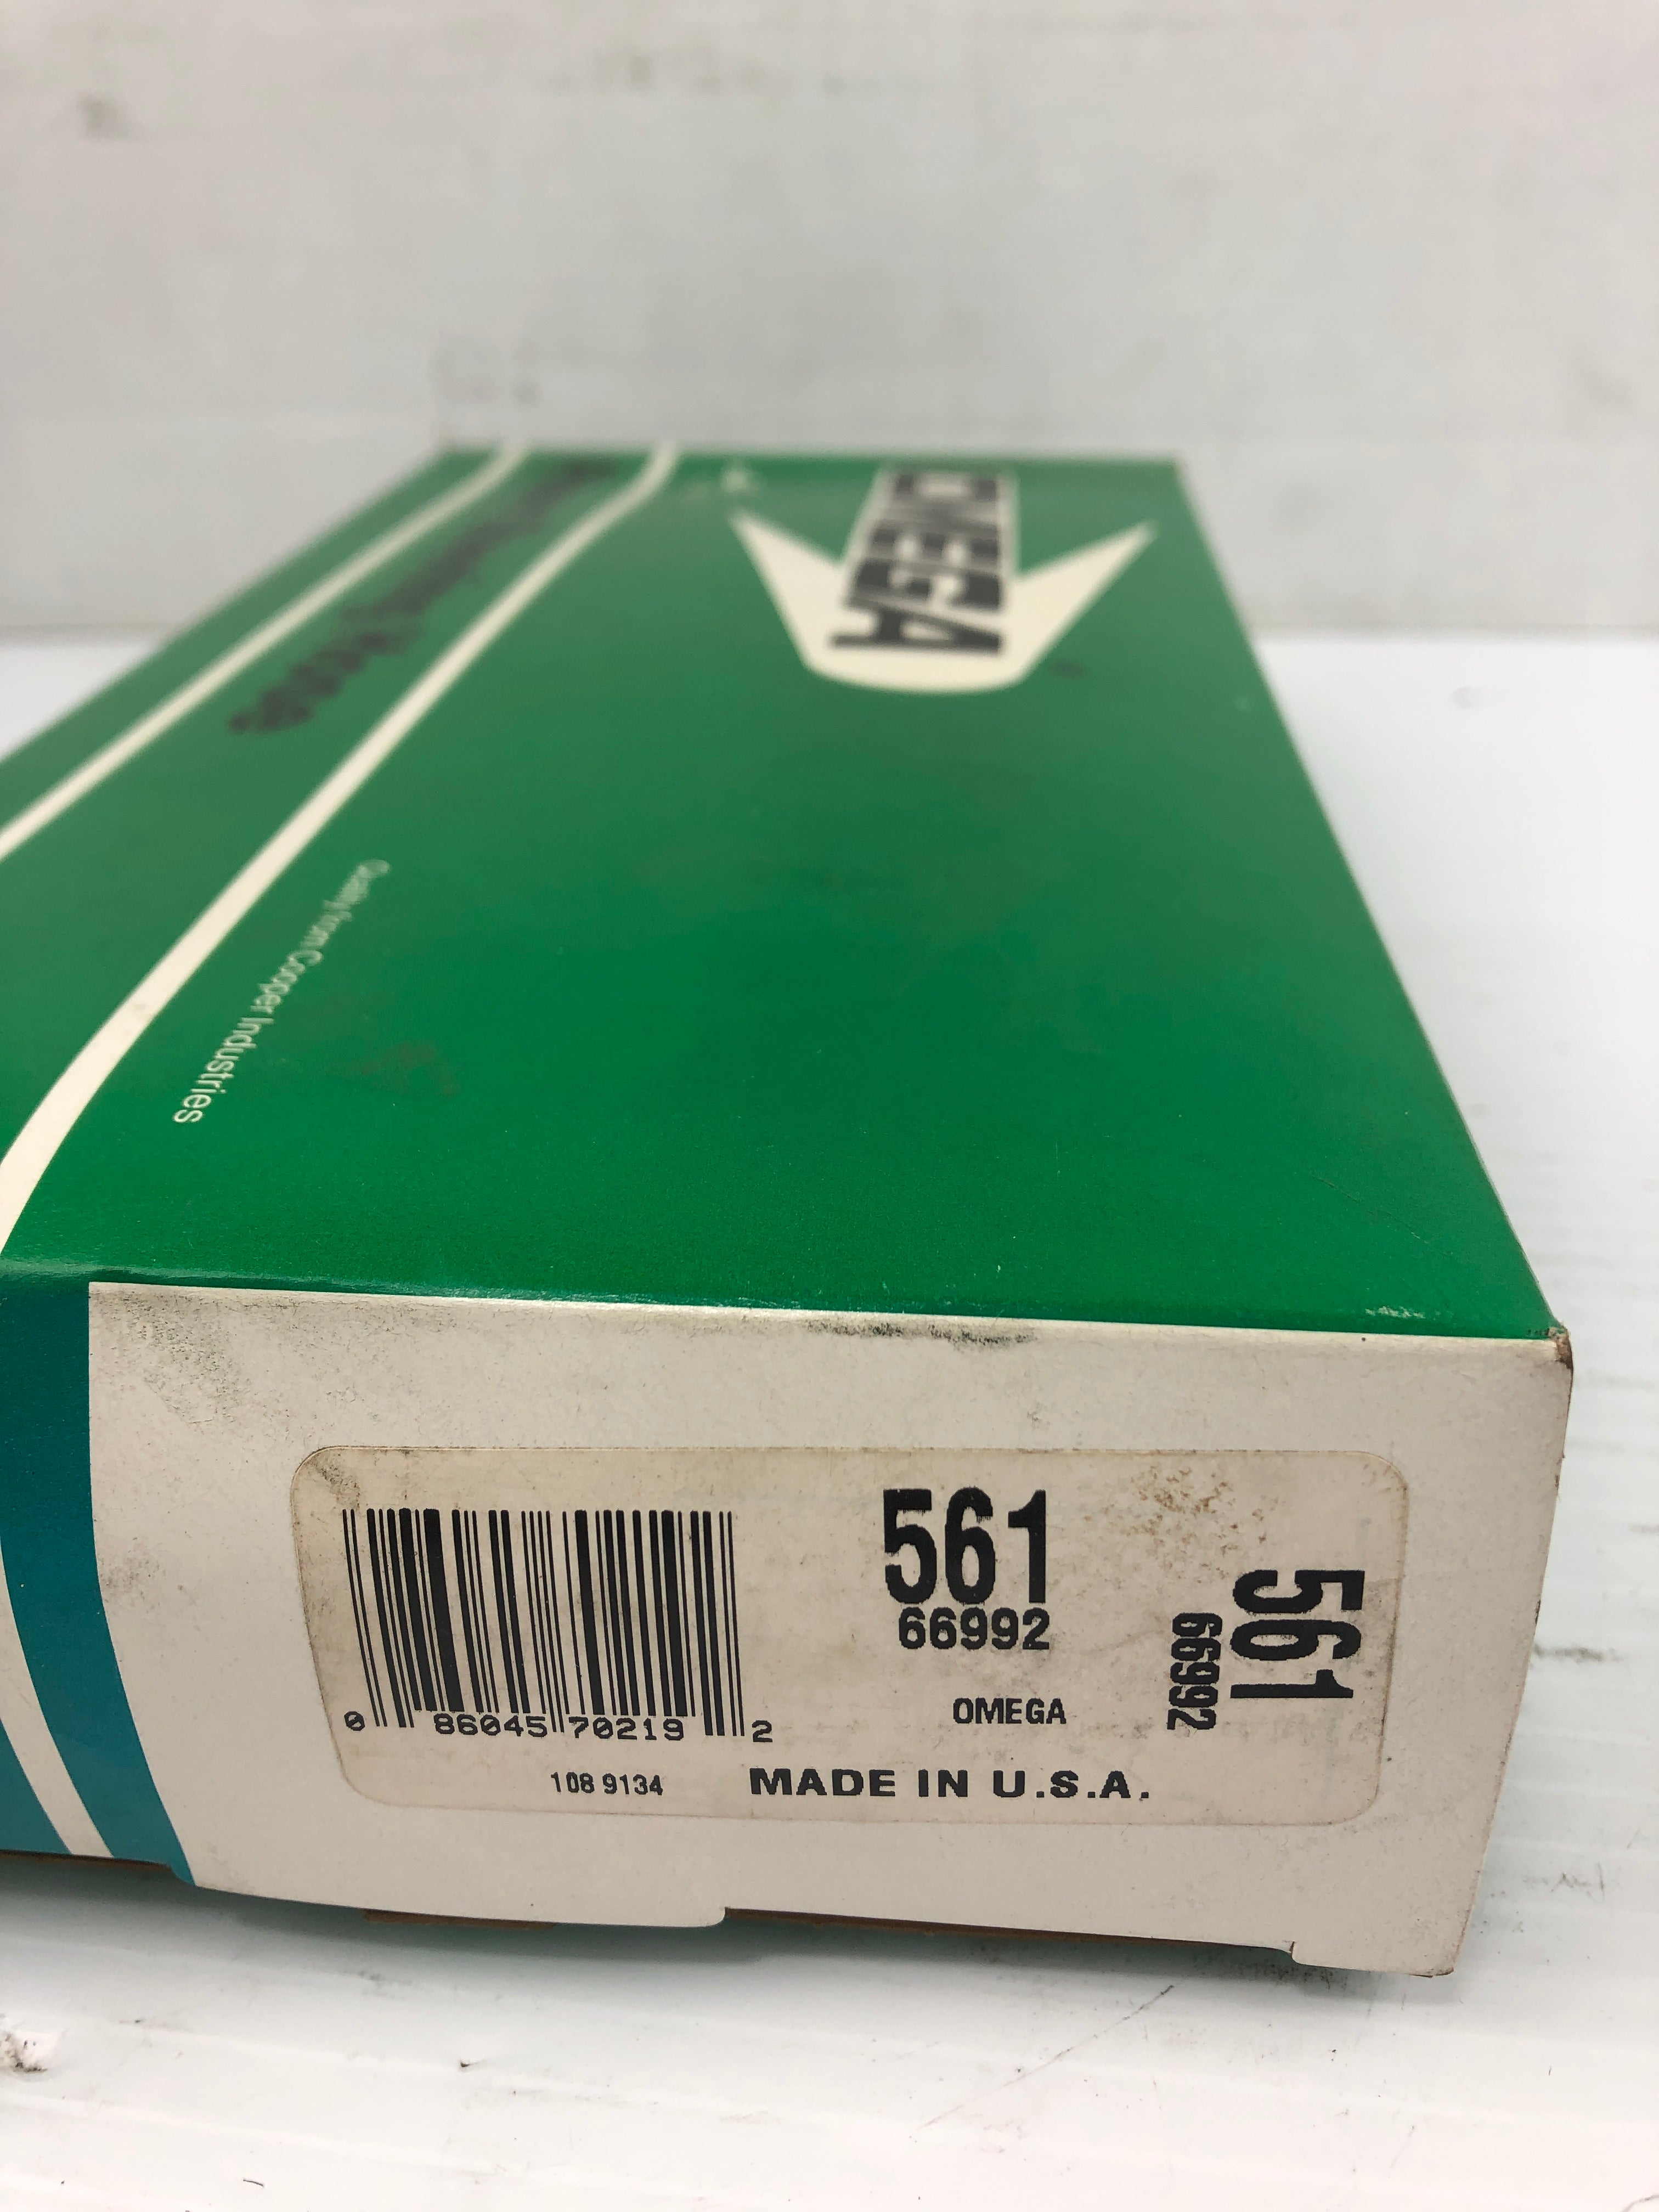 OMEGA
Quality from Cooper Industries
561
66992
OMEGA
0 86045 70219 2
108 9134
MADE IN U.S.A.
561
66992